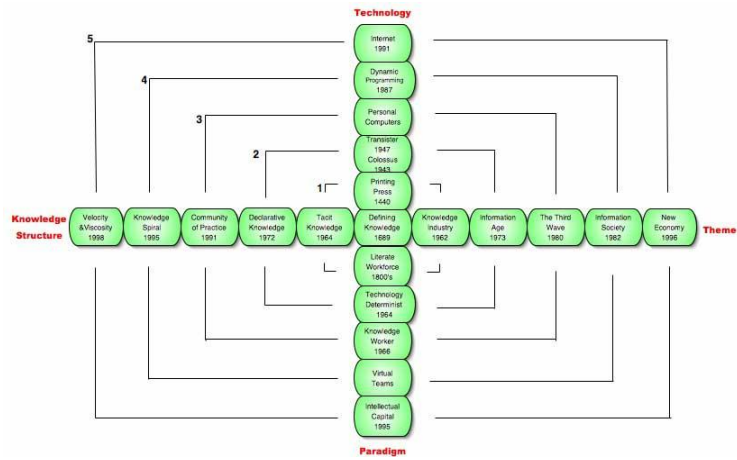 Technology
5
Internet
1991
4
Dynamic
Programming
1987
3
Personal
Computers
2
Transister
1947
Colossus
1943
1
Printing
Press
1440
Knowledge
Structure
Velocity
&Viscosity
1998
Knowledge
Spiral
1995
Community
of Practice
1991
Declarative
Knowledge
1972
Tacit
Knowledge
1964
Defining
Knowledge
1689
Knowledge
Industry
1962
Information
Age
1973
The Third
Wave
1980
Information
Society
1982
New
Economy
1996
Theme
Literate
Workforce
1800's
Technology
Determinist
1964
Knowledge
Worker
1966
Virtual
Teams
Intellectual
Capital
1995
Paradigm